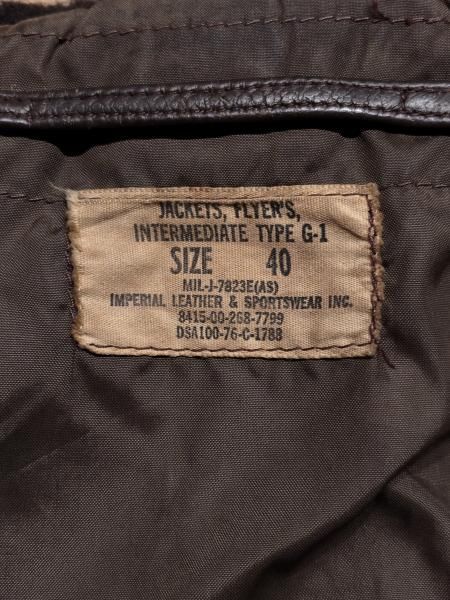 JACKETS, FLYER'S,
INTERMEDIATE TYPE G-1
SIZE 40
MIL-J-7823E(AS)
IMPERIAL LEATHER & SPORTSWEAR INC.
8415-00-268-7799
DSA100-76-C-1788